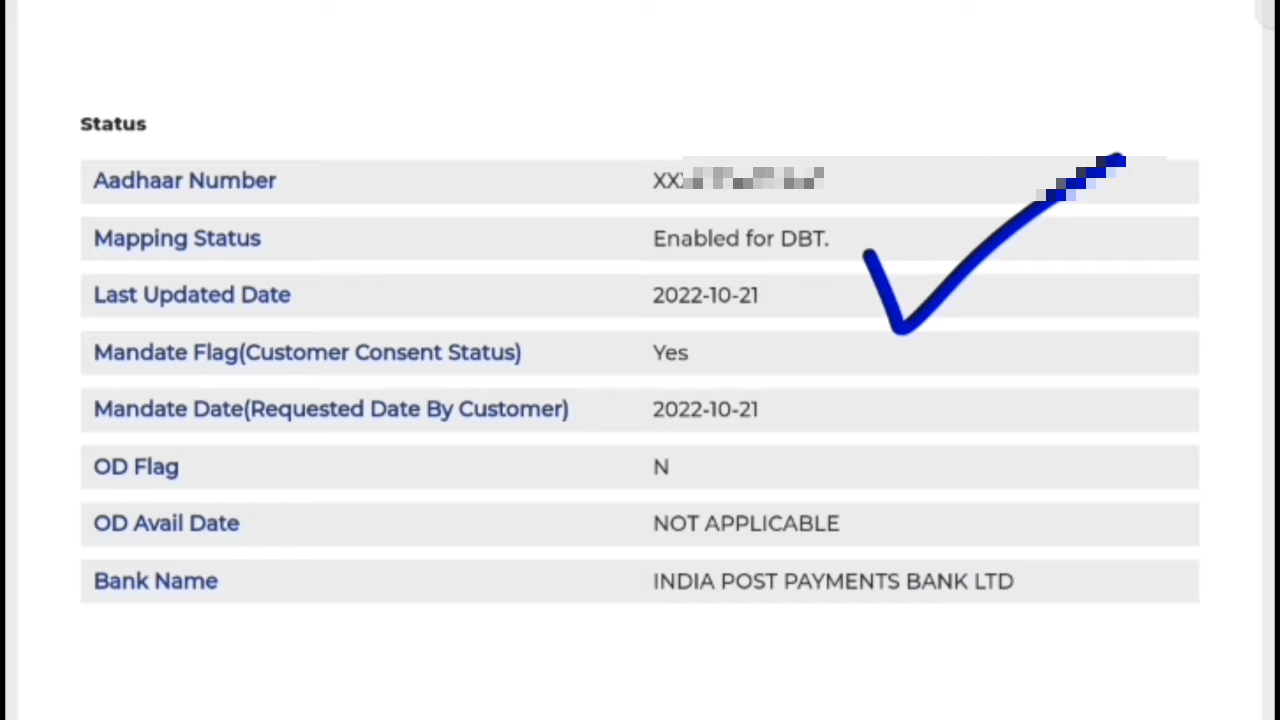 Status
Aadhaar Number XX
Mapping Status Enabled for DBT.
Last Updated Date 2022-10-21
Mandate Flag(Customer Consent Status) Yes
Mandate Date(Requested Date By Customer) 2022-10-21
OD Flag N
OD Avail Date NOT APPLICABLE
Bank Name INDIA POST PAYMENTS BANK LTD